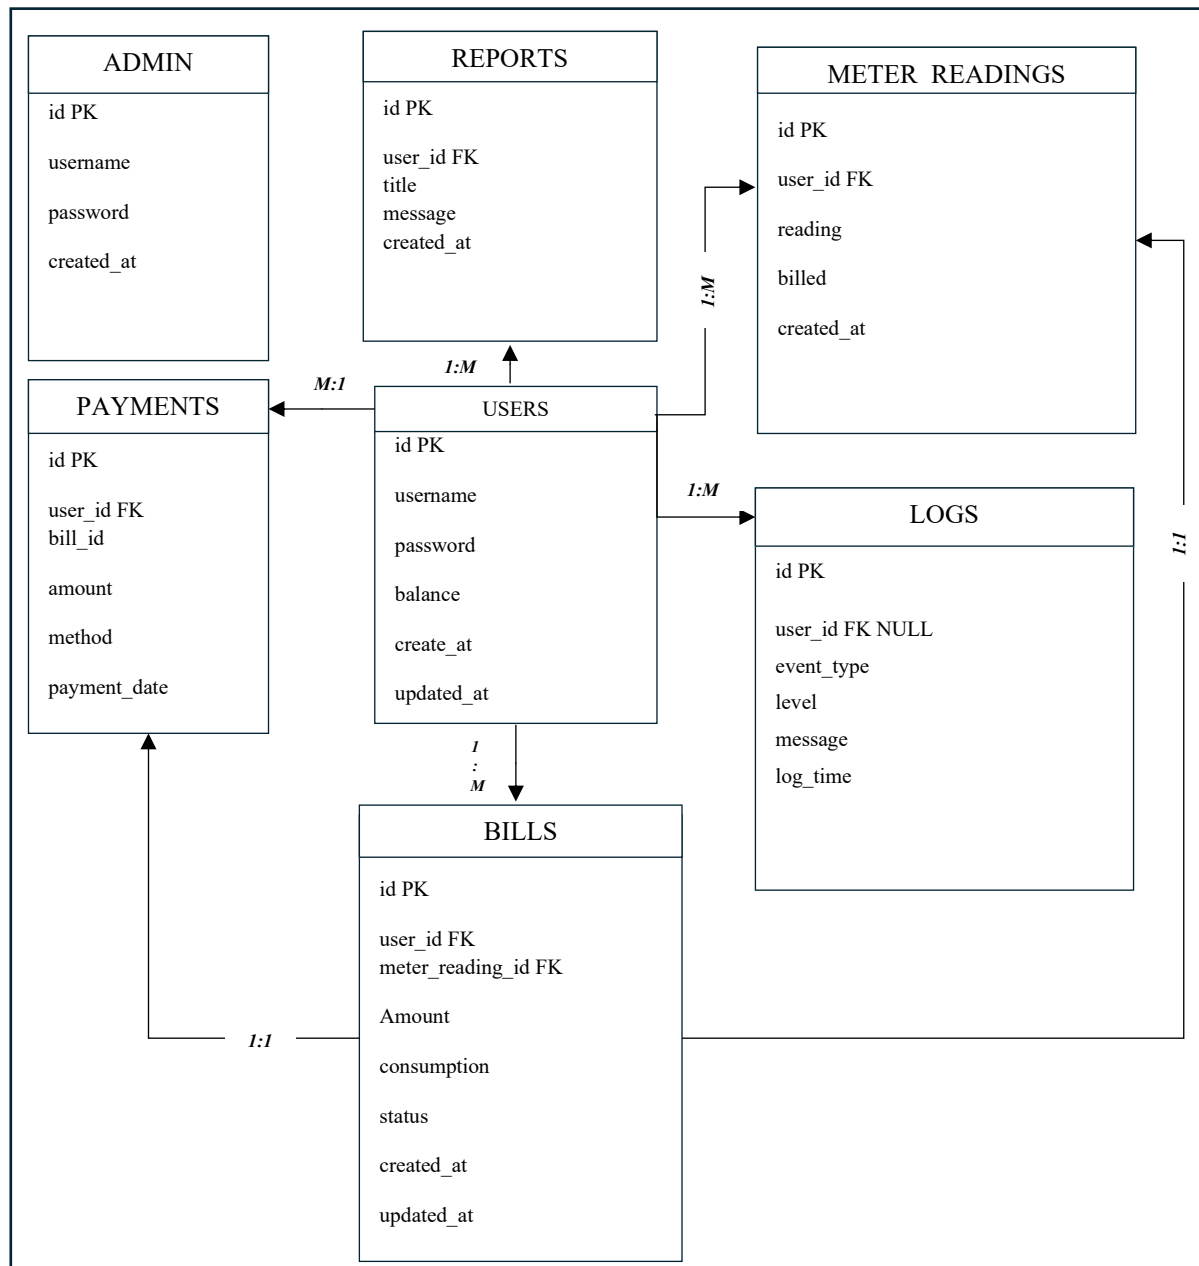 ADMIN
id PK
username
password
created_at
REPORTS
id PK
user_id FK
title
message
created_at
METER READINGS
id PK
user_id FK
reading
billed
created_at
1:M
M:1
1:M
PAYMENTS
id PK
user_id FK
bill_id
amount
method
payment_date
USERS
id PK
username
password
balance
create_at
updated_at
1:M
LOGS
id PK
user_id FK NULL
event_type
level
message
log_time
1:1
1
:
M
BILLS
id PK
user_id FK
meter_reading_id FK
Amount
consumption
status
created_at
updated_at
1:1